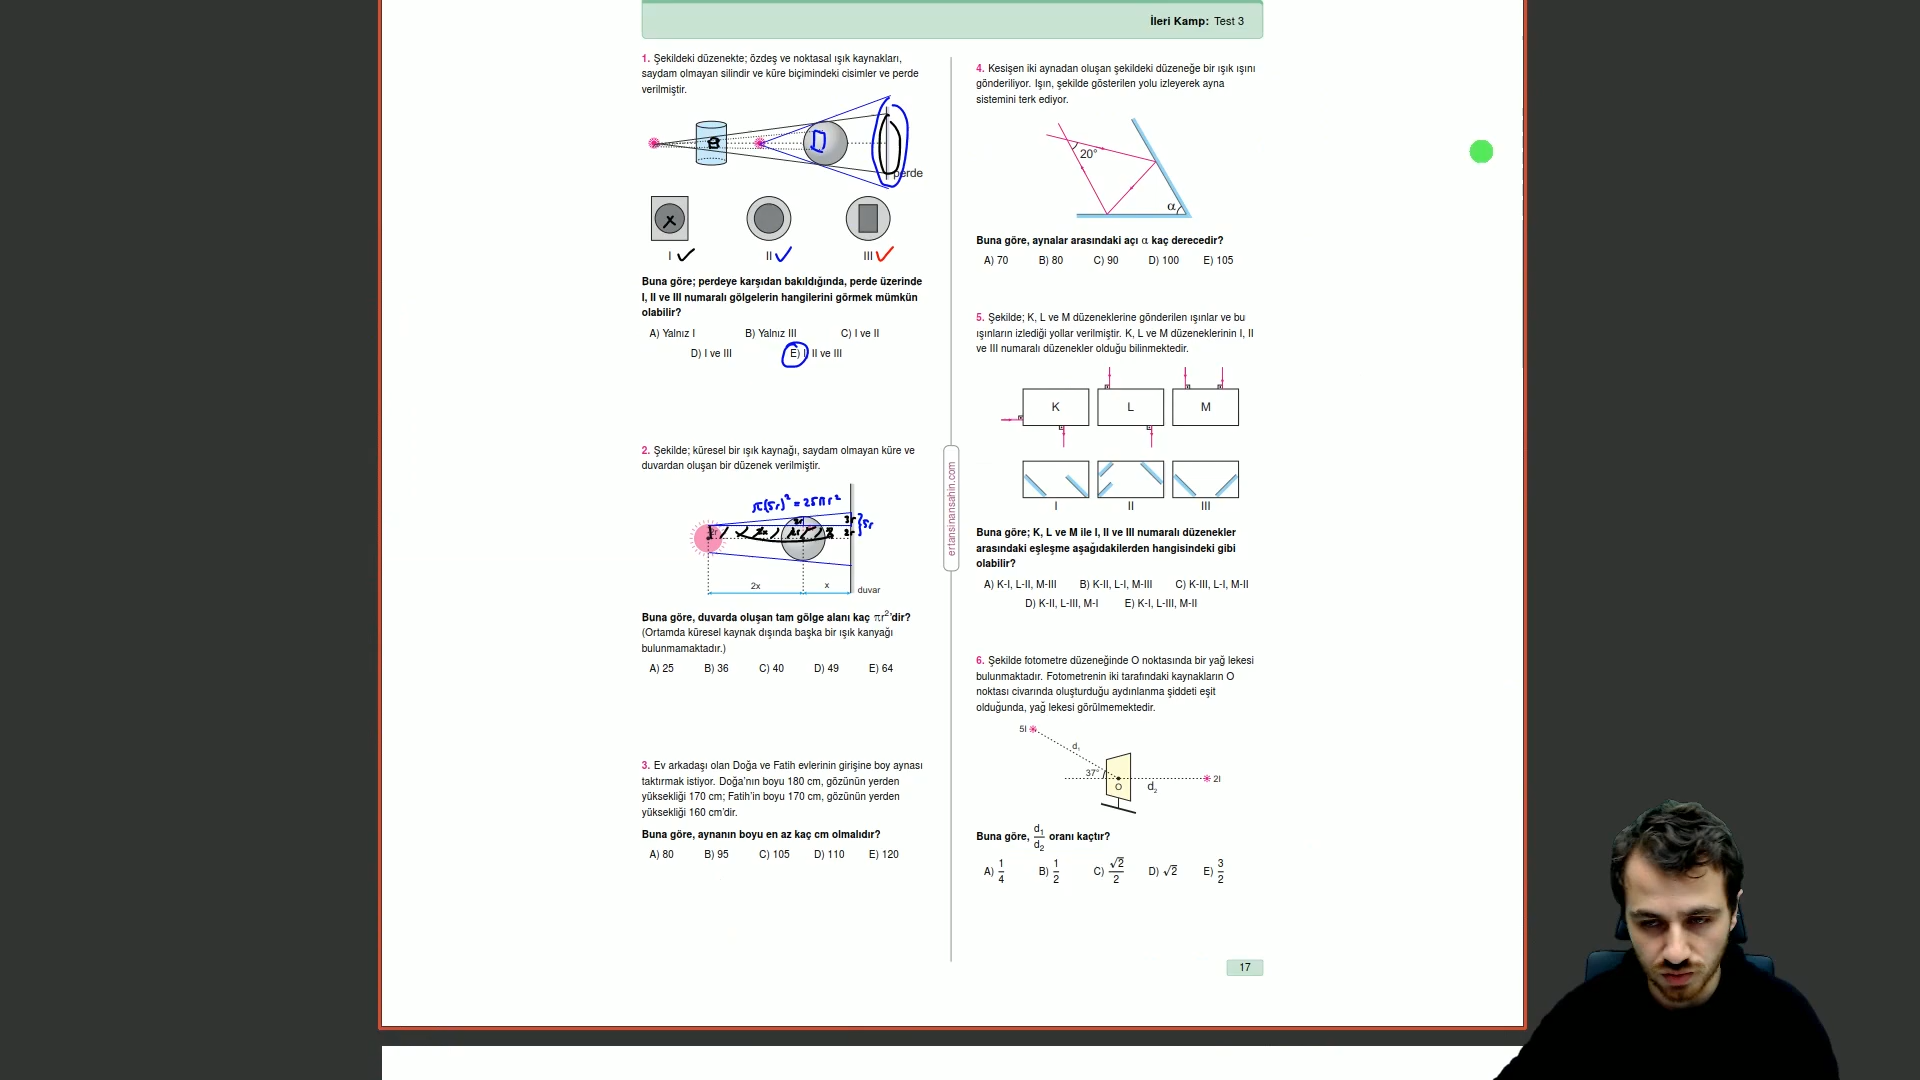 İleri Kamp: Test 3
1. Şekildeki düzenekte; özdeş ve noktasal ışık kaynakları,
saydam olmayan silindir ve küre biçimindeki cisimler ve perde
verilmiştir.
perde
X
I
II
III
Buna göre; perdeye karşıdan bakıldığında, perde üzerinde
I, II ve III numaralı gölgelerin hangilerini görmek mümkün
olabilir?
A) Yalnız I B) Yalnız III C) I ve II
D) I ve III E) I, II ve III
2. Şekilde; küresel bir ışık kaynağı, saydam olmayan küre ve
duvardan oluşan bir düzenek verilmiştir.
π(5r)² = 25πr²
3r
2r
5r
2x
x
duvar
Buna göre, duvarda oluşan tam gölge alanı kaç πr²'dir?
(Ortamda küresel kaynak dışında başka bir ışık kanyağı
bulunmamaktadır.)
A) 25 B) 36 C) 40 D) 49 E) 64
3. Ev arkadaşı olan Doğa ve Fatih evlerinin girişine boy aynası
taktırmak istiyor. Doğa'nın boyu 180 cm, gözünün yerden
yüksekliği 170 cm; Fatih'in boyu 170 cm, gözünün yerden
yüksekliği 160 cm'dir.
Buna göre, aynanın boyu en az kaç cm olmalıdır?
A) 80 B) 95 C) 105 D) 110 E) 120
ertansinansahin.com
4. Kesişen iki aynadan oluşan şekildeki düzeneğe bir ışık ışını
gönderiliyor. Işın, şekilde gösterilen yolu izleyerek ayna
sistemini terk ediyor.
20°
α
Buna göre, aynalar arasındaki açı α kaç derecedir?
A) 70 B) 80 C) 90 D) 100 E) 105
5. Şekilde; K, L ve M düzeneklerine gönderilen ışınlar ve bu
ışınların izlediği yollar verilmiştir. K, L ve M düzeneklerinin I, II
ve III numaralı düzenekler olduğu bilinmektedir.
K L M
I II III
Buna göre; K, L ve M ile I, II ve III numaralı düzenekler
arasındaki eşleşme aşağıdakilerden hangisindeki gibi
olabilir?
A) K-I, L-II, M-III B) K-II, L-I, M-III C) K-III, L-I, M-II
D) K-II, L-III, M-I E) K-I, L-III, M-II
6. Şekilde fotometre düzeneğinde O noktasında bir yağ lekesi
bulunmaktadır. Fotometrenin iki tarafındaki kaynakların O
noktası civarında oluşturduğu aydınlanma şiddeti eşit
olduğunda, yağ lekesi görülmemektedir.
5I
d₁
37°
O
d₂
2I
Buna göre, d₁/d₂ oranı kaçtır?
A) 1/4 B) 1/2 C) √2/2 D) √2 E) 3/2
17